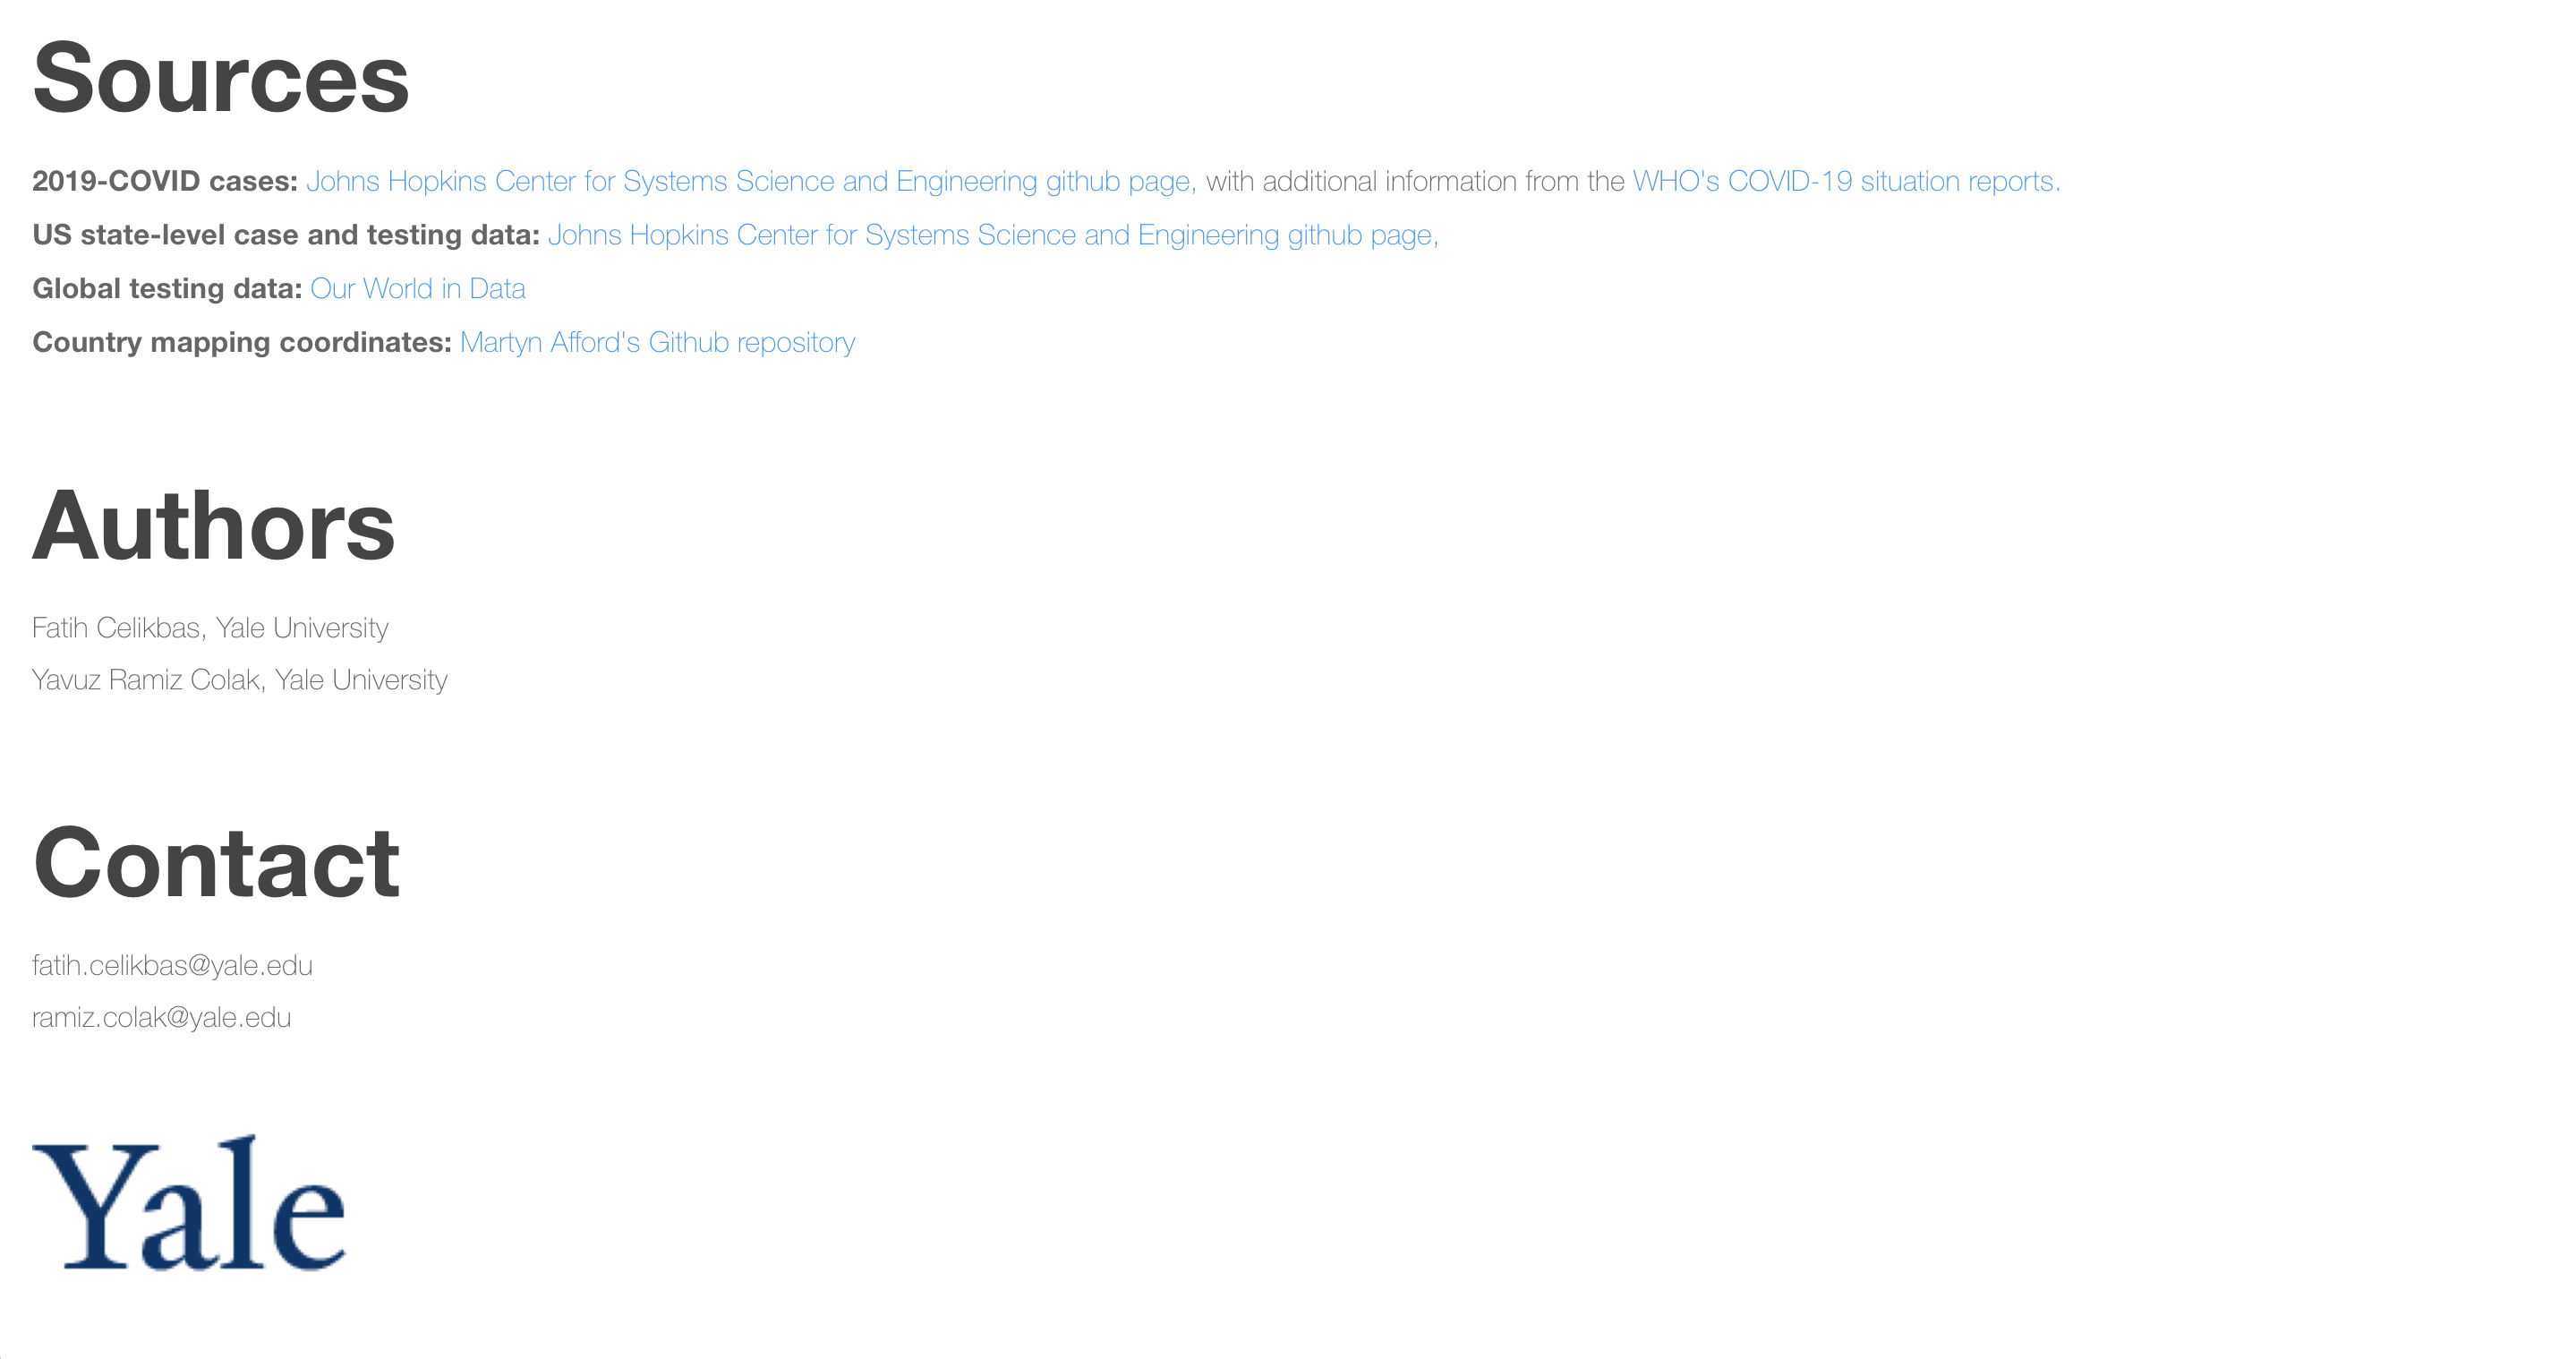 Sources
2019-COVID cases: Johns Hopkins Center for Systems Science and Engineering github page, with additional information from the WHO's COVID-19 situation reports.
US state-level case and testing data: Johns Hopkins Center for Systems Science and Engineering github page,
Global testing data: Our World in Data
Country mapping coordinates: Martyn Afford's Github repository
Authors
Fatih Celikbas, Yale University
Yavuz Ramiz Colak, Yale University
Contact
fatih.celikbas@yale.edu
ramiz.colak@yale.edu
Yale